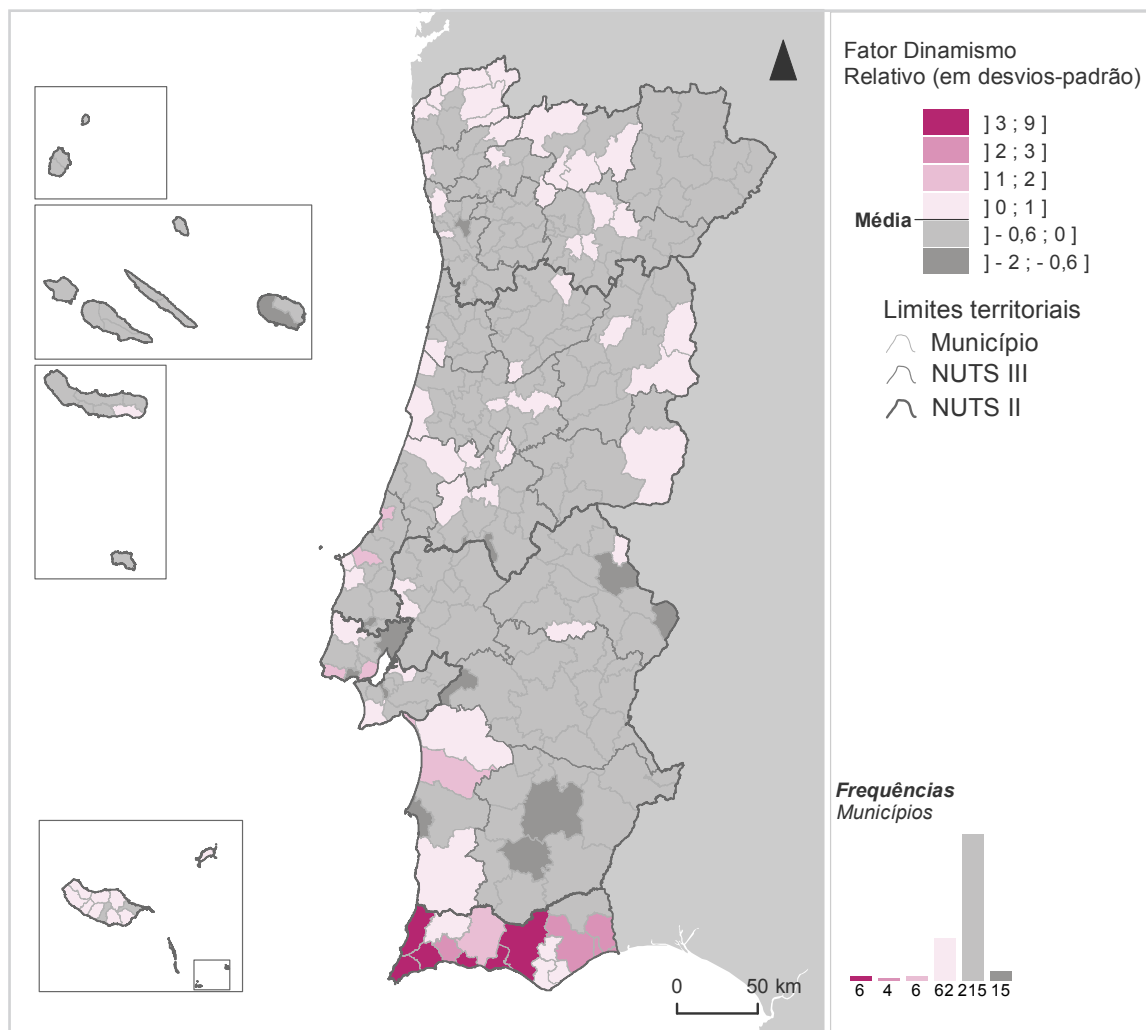 Fator Dinamismo
Relativo (em desvios-padrão)
] 3 ; 9 ]
] 2 ; 3 ]
] 1 ; 2 ]
] 0 ; 1 ]
Média
] - 0,6 ; 0 ]
] - 2 ; - 0,6 ]
Limites territoriais
Município
NUTS III
NUTS II
Frequências
Municípios
6 4 6 62 215 15
0 50 km